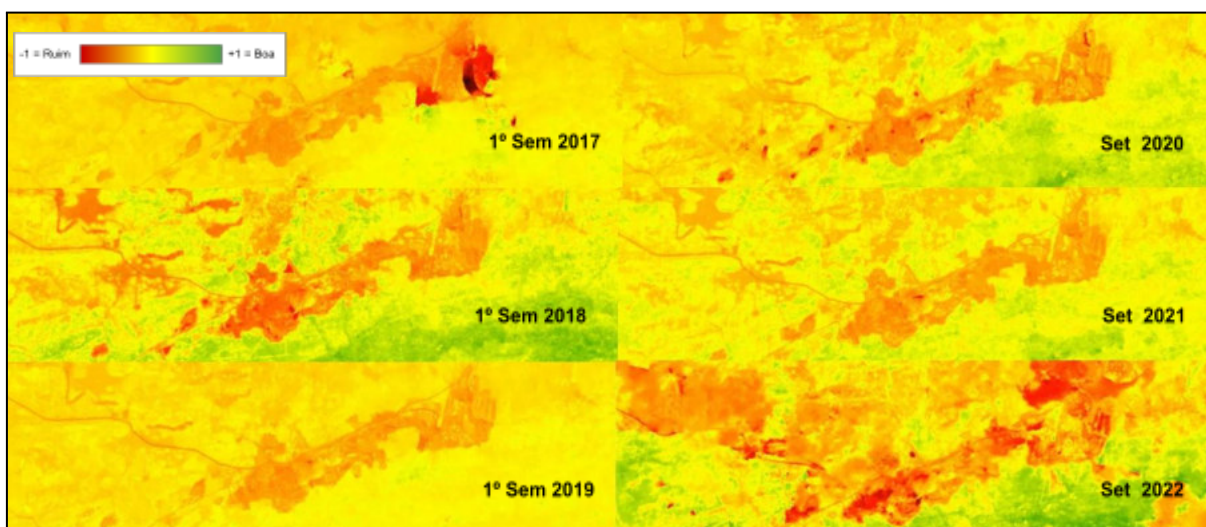 -1 = Ruim +1 = Boa
1º Sem 2017
Set 2020
1º Sem 2018
Set 2021
1º Sem 2019
Set 2022